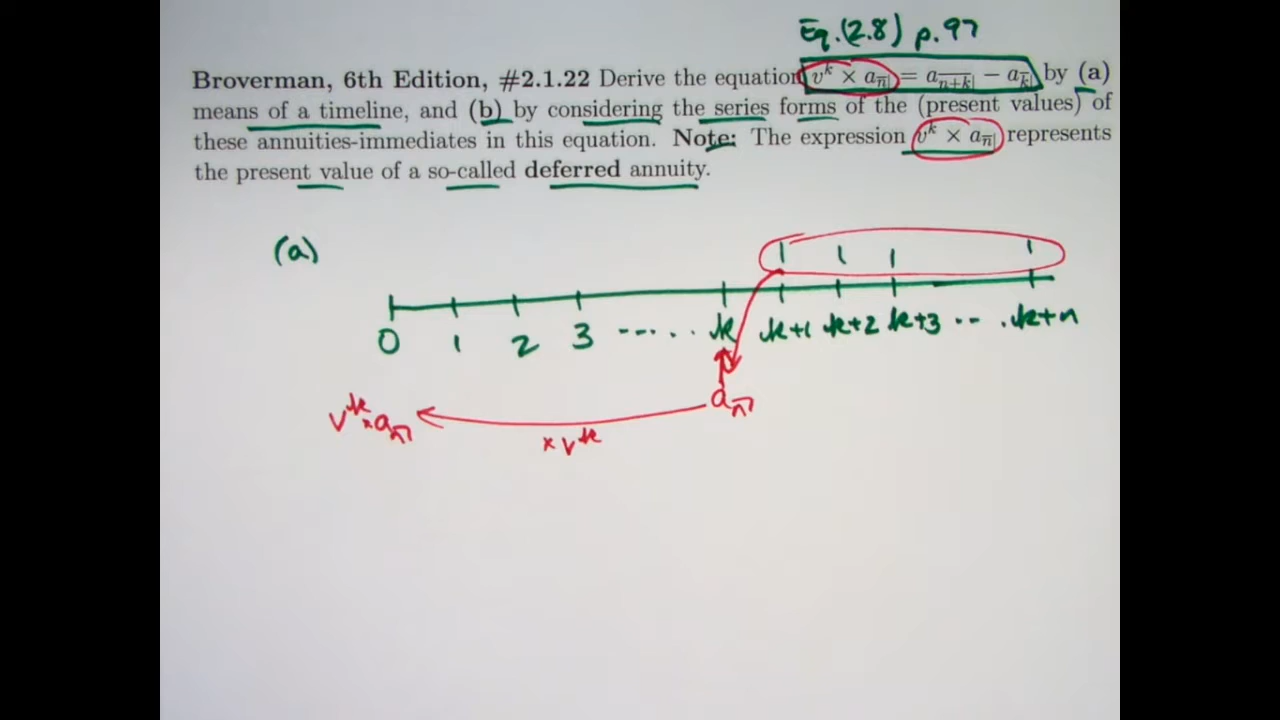 Eq. (2.8) p. 97
Broverman, 6th Edition, #2.1.22 Derive the equation v^k × a_n̅| = a_n+k̅| − a_k̅| by (a)
means of a timeline, and (b) by considering the series forms of the (present values) of
these annuities-immediates in this equation. Note: The expression v^k × a_n̅| represents
the present value of a so-called deferred annuity.
(a)
1 1 1 1
0 1 2 3 ...... k k+1 k+2 k+3 ... k+n
v^k × a_n̅| a_n̅|
× v^k